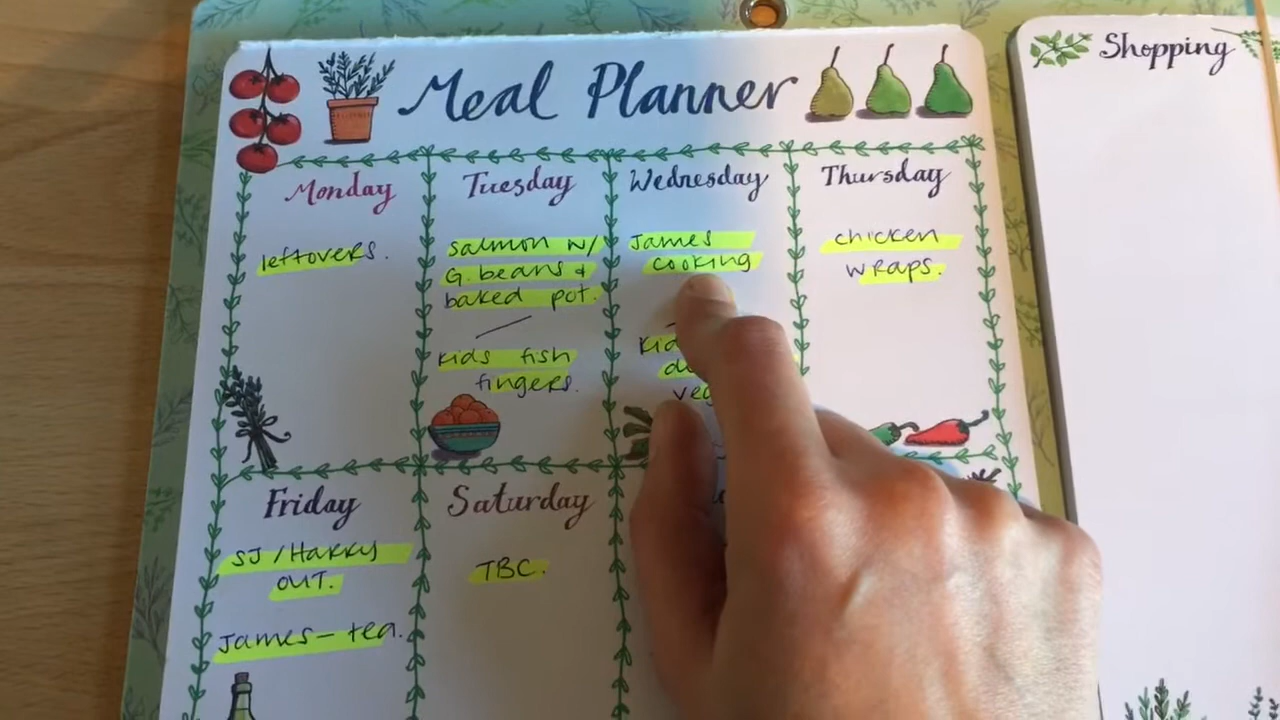 Meal Planner
Shopping
Monday
leftovers.
Tuesday
salmon w/
G. beans &
baked pot.
kids fish
fingers.
Wednesday
James
cooking
Thursday
chicken
wraps.
Friday
SJ / Harry
OUT.
James - tea.
Saturday
TBC.